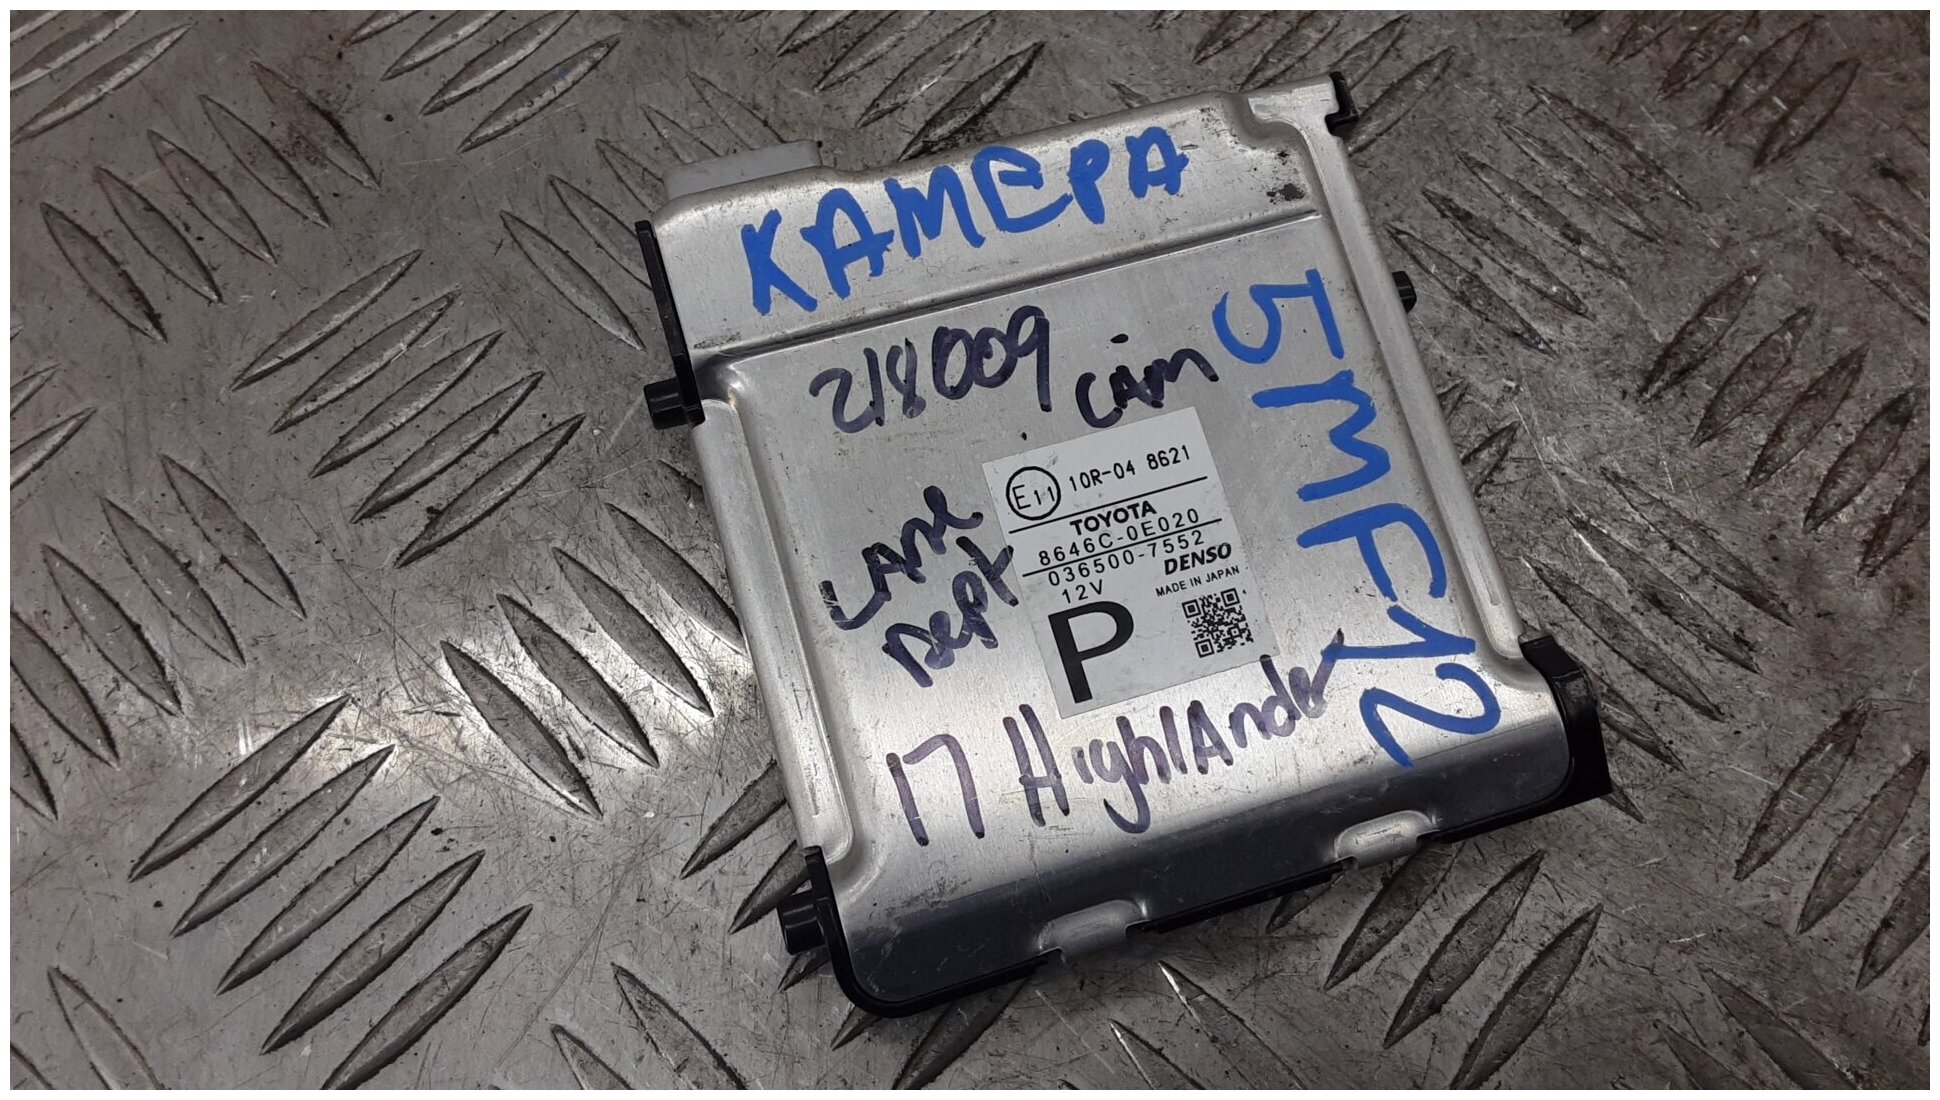 КАМЕРА
218009 CAM
5MF12
LANE
DEPT
E11 10R-04 8621
TOYOTA
8646C-0E020
036500-7552
12V DENSO
MADE IN JAPAN
P
17 HighlAnder